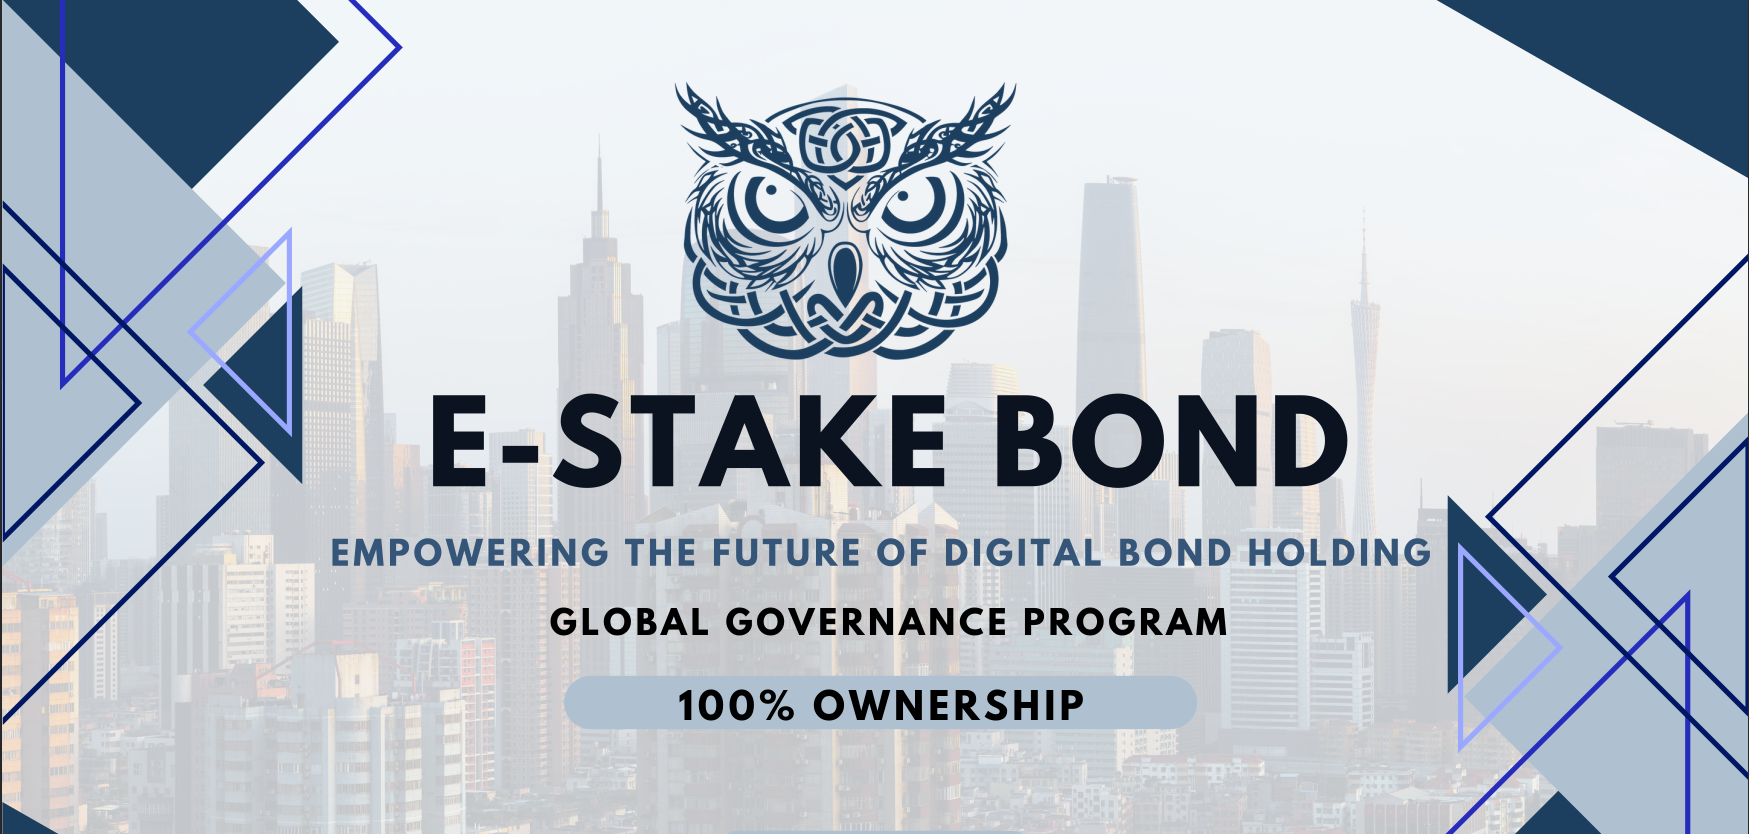 E-STAKE BOND
EMPOWERING THE FUTURE OF DIGITAL BOND HOLDING
GLOBAL GOVERNANCE PROGRAM
100% OWNERSHIP